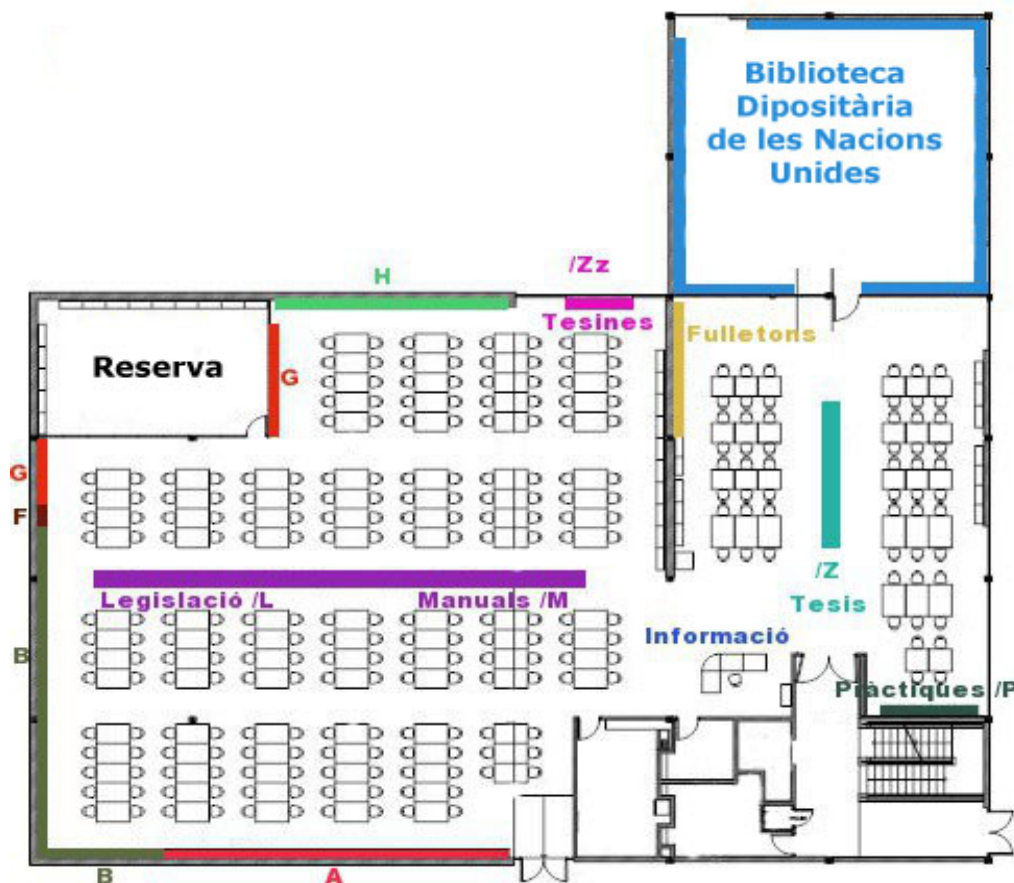 Biblioteca
Dipositària
de les Nacions
Unides
/Zz
H
Tesines
Fulletons
Reserva
G
G
F
/Z
Legislació /L
Manuals /M
Tesis
Informació
B
Pràctiques /P
B
A